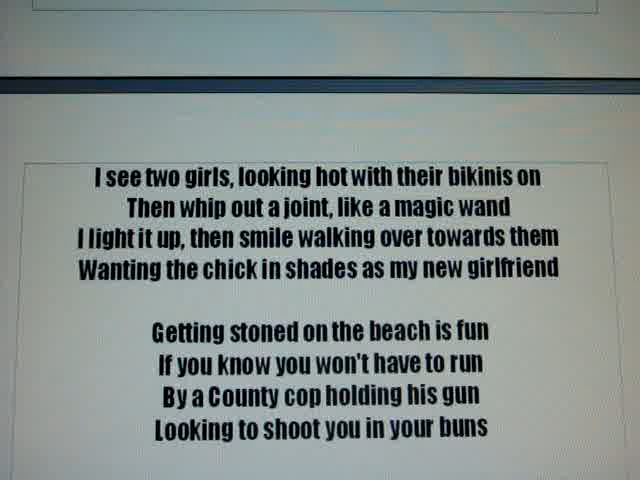 I see two girls, looking hot with their bikinis on
Then whip out a joint, like a magic wand
I light it up, then smile walking over towards them
Wanting the chick in shades as my new girlfriend
Getting stoned on the beach is fun
If you know you won't have to run
By a County cop holding his gun
Looking to shoot you in your buns